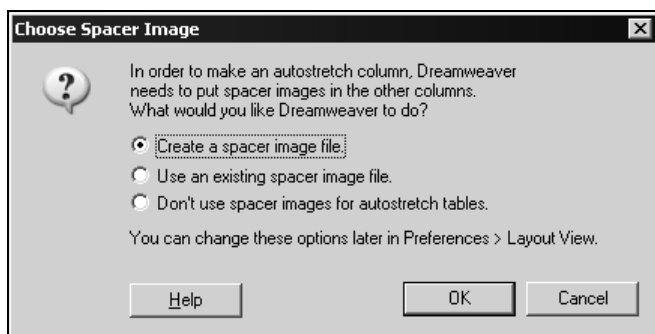 Choose Spacer Image
In order to make an autostretch column, Dreamweaver
needs to put spacer images in the other columns.
What would you like Dreamweaver to do?
Create a spacer image file.
Use an existing spacer image file.
Don't use spacer images for autostretch tables.
You can change these options later in Preferences > Layout View.
Help OK Cancel